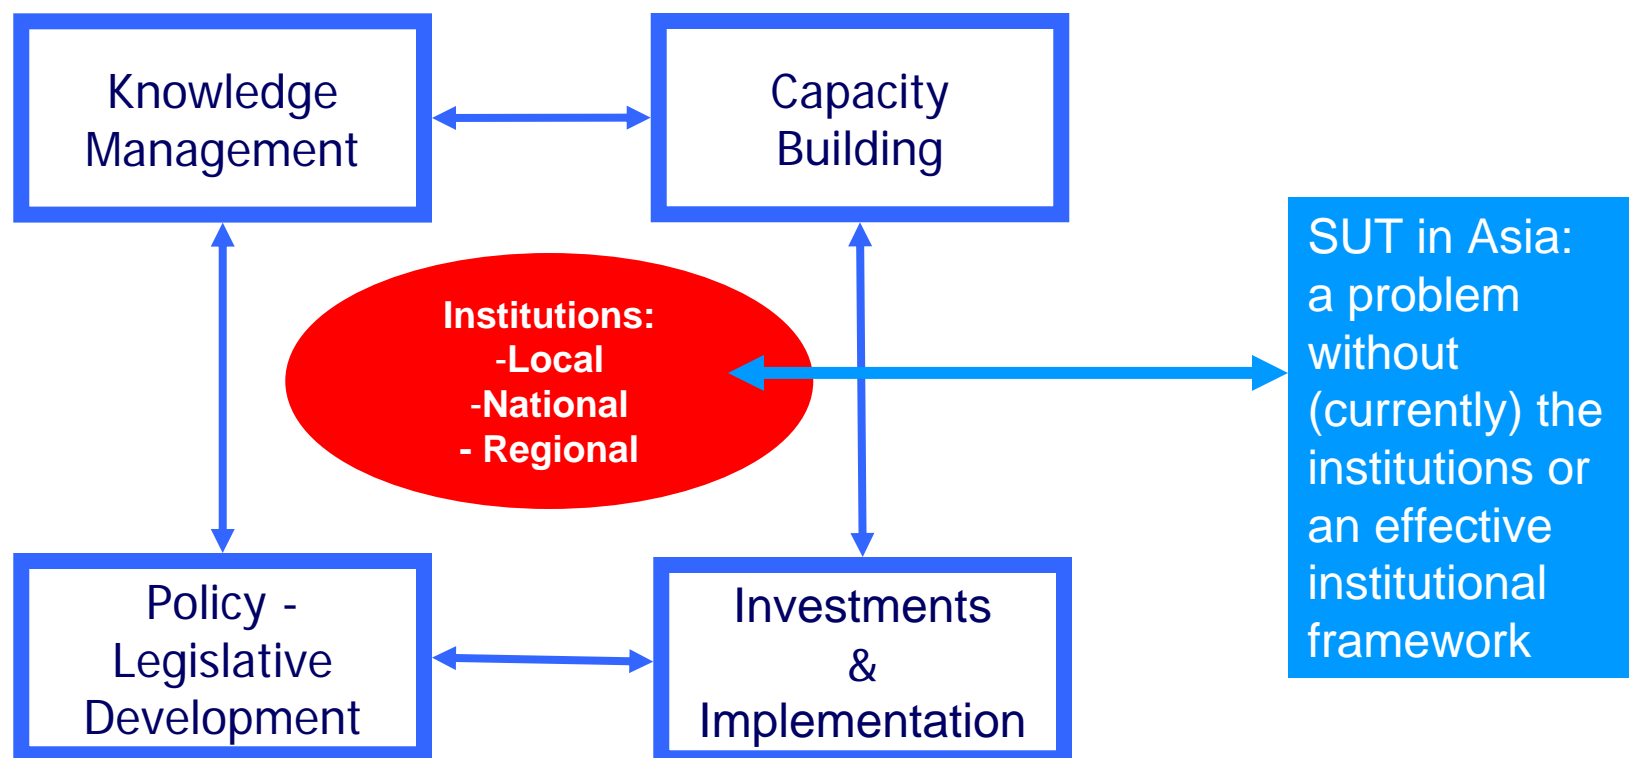 Knowledge
Management
Capacity
Building
Institutions:
-Local
-National
- Regional
SUT in Asia:
a problem
without
(currently) the
institutions or
an effective
institutional
framework
Policy -
Legislative
Development
Investments
&
Implementation